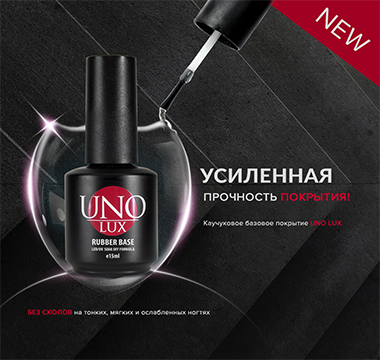 NEW
UNO
LUX
RUBBER BASE
LED/UV SOAK OFF FORMULA
e15ml
УСИЛЕННАЯ
ПРОЧНОСТЬ ПОКРЫТИЯ!
Каучуковое базовое покрытие UNO LUX
БЕЗ СКОЛОВ на тонких, мягких и ослабленных ногтях